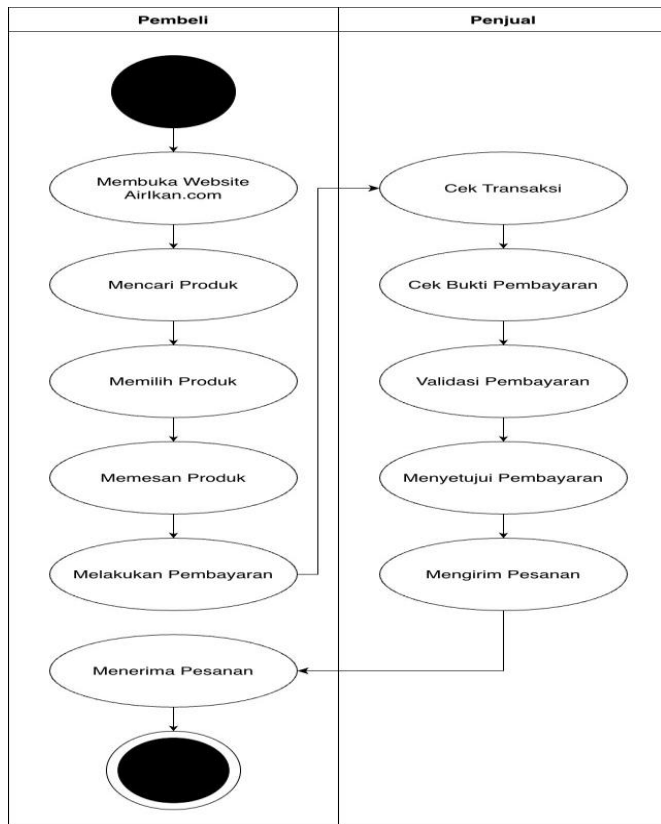 Pembeli
Penjual
Membuka Website
AirIkan.com
Mencari Produk
Memilih Produk
Memesan Produk
Melakukan Pembayaran
Menerima Pesanan
Cek Transaksi
Cek Bukti Pembayaran
Validasi Pembayaran
Menyetujui Pembayaran
Mengirim Pesanan